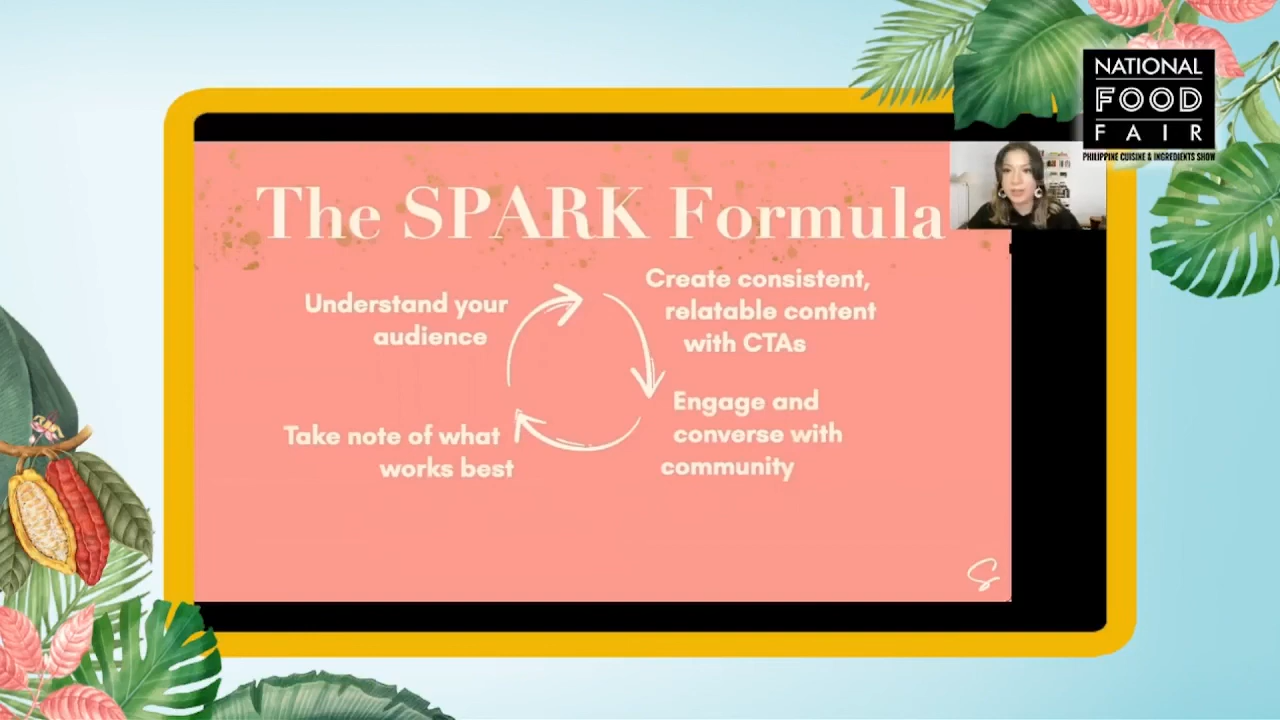 NATIONAL
FOOD
FAIR
PHILIPPINE CUISINE & INGREDIENTS SHOW
The SPARK Formula
Understand your
audience
Create consistent,
relatable content
with CTAs
Engage and
converse with
community
Take note of what
works best
S